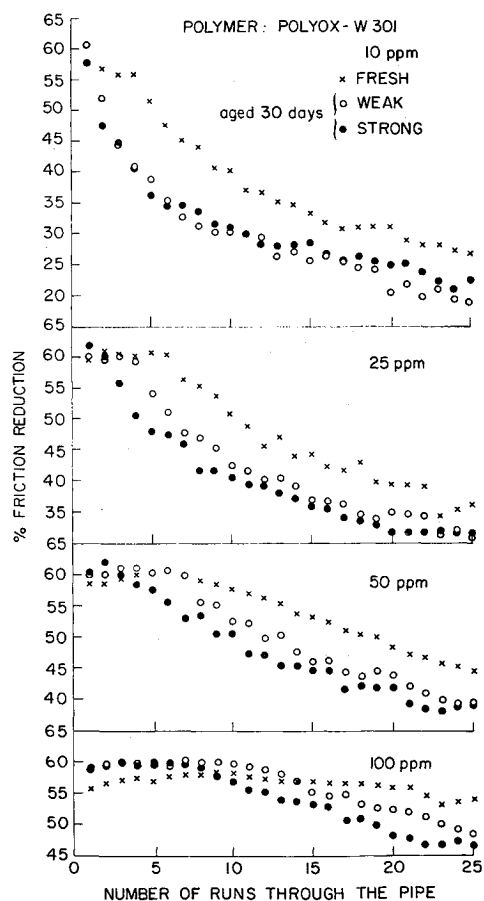 POLYMER: POLYOX-W 301
10 ppm
× FRESH
aged 30 days
○ WEAK
● STRONG
65
60
55
50
45
40
35
30
25
20
65
25 ppm
60
55
50
45
40
35
65
50 ppm
60
55
50
45
40
65
100 ppm
60
55
50
45
% FRICTION REDUCTION
0 5 10 15 20 25
NUMBER OF RUNS THROUGH THE PIPE